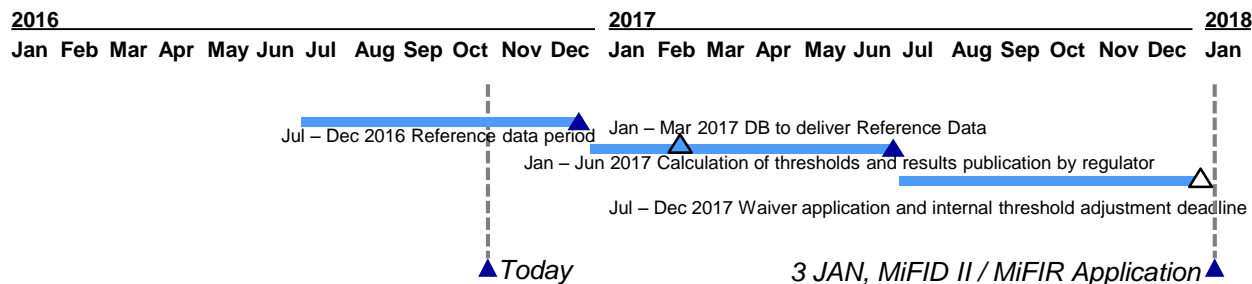 2016 2017 2018
Jan Feb Mar Apr May Jun Jul Aug Sep Oct Nov Dec Jan Feb Mar Apr May Jun Jul Aug Sep Oct Nov Dec Jan
Jan – Mar 2017 DB to deliver Reference Data
Jul – Dec 2016 Reference data period
Jan – Jun 2017 Calculation of thresholds and results publication by regulator
Jul – Dec 2017 Waiver application and internal threshold adjustment deadline
Today 3 JAN, MiFID II / MiFIR Application